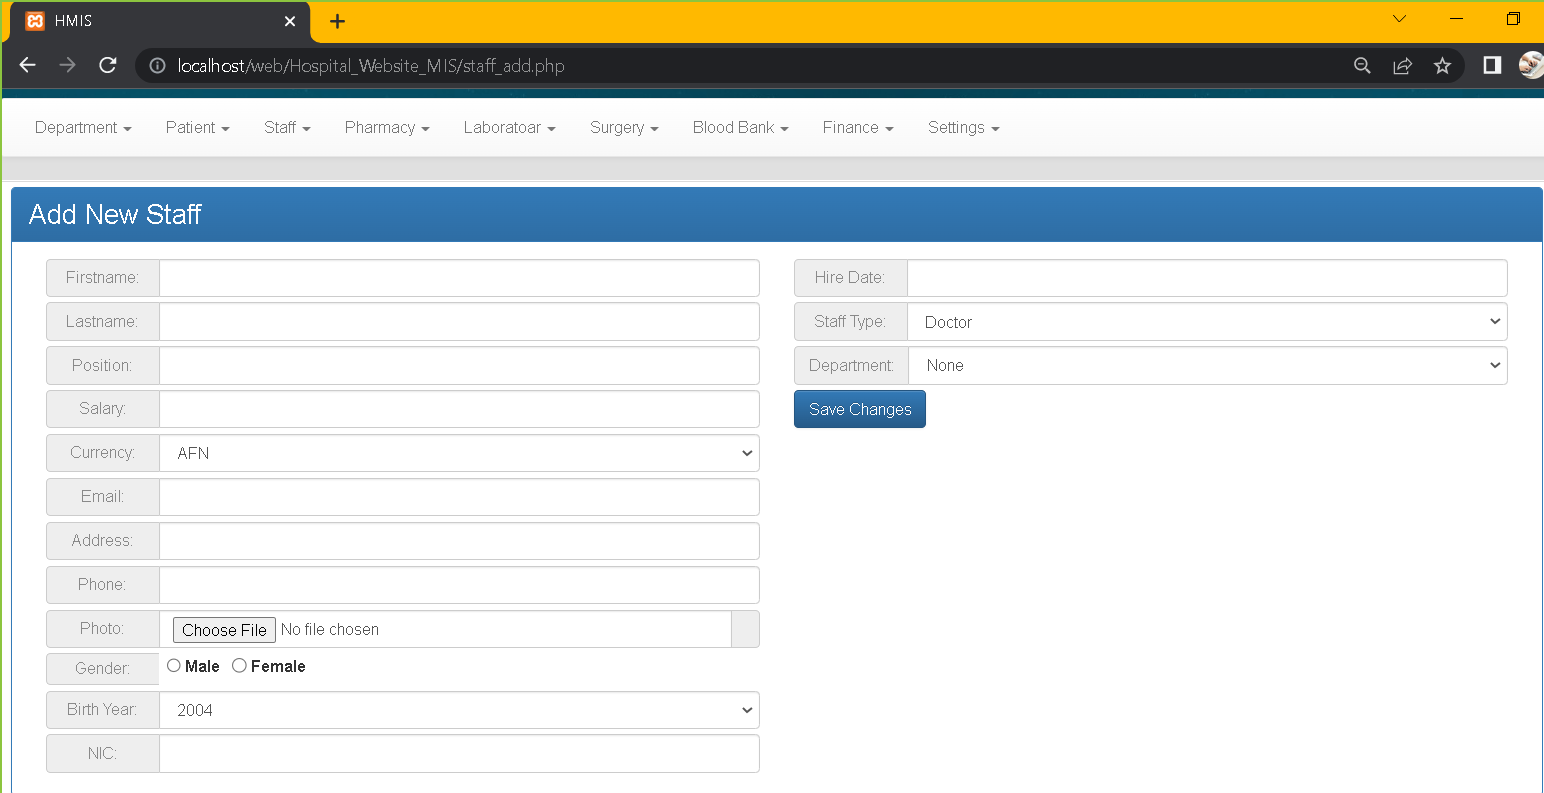 HMIS
localhost/web/Hospital_Website_MIS/staff_add.php
Department Patient Staff Pharmacy Laboratoar Surgery Blood Bank Finance Settings
Add New Staff
Firstname:
Lastname:
Position:
Salary:
Currency: AFN
Email:
Address:
Phone:
Photo: Choose File No file chosen
Gender: Male Female
Birth Year: 2004
NIC:
Hire Date:
Staff Type: Doctor
Department: None
Save Changes